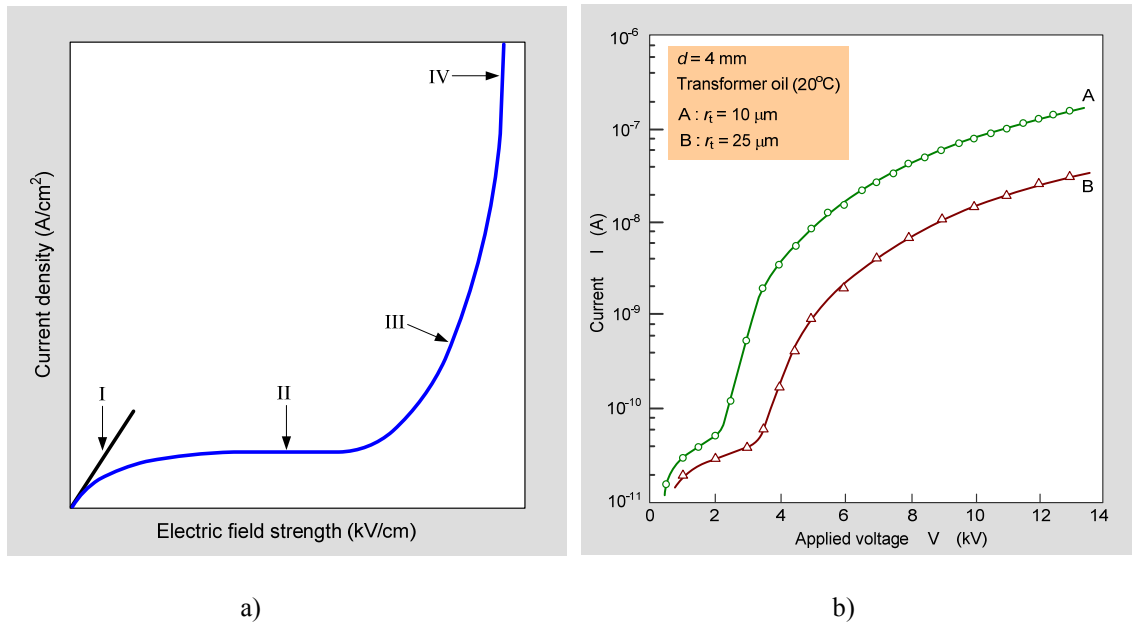 IV
III
I
II
Current density (A/cm²)
Electric field strength (kV/cm)
a)
10⁻⁶
10⁻⁷
10⁻⁸
10⁻⁹
10⁻¹⁰
10⁻¹¹
d = 4 mm
Transformer oil (20°C)
A : rₜ = 10 μm
B : rₜ = 25 μm
A
B
Current I (A)
0 2 4 6 8 10 12 14
Applied voltage V (kV)
b)